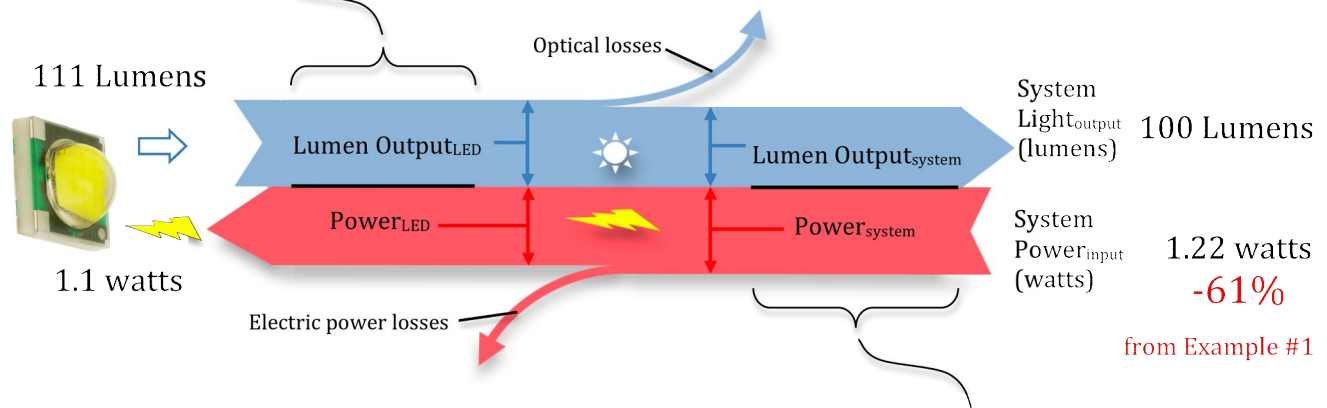 Optical losses
111 Lumens
Lumen Output_LED
Lumen Output_system
System
Light_output
(lumens)
100 Lumens
Power_LED
Power_system
System
Power_input
(watts)
1.22 watts
-61%
1.1 watts
Electric power losses
from Example #1